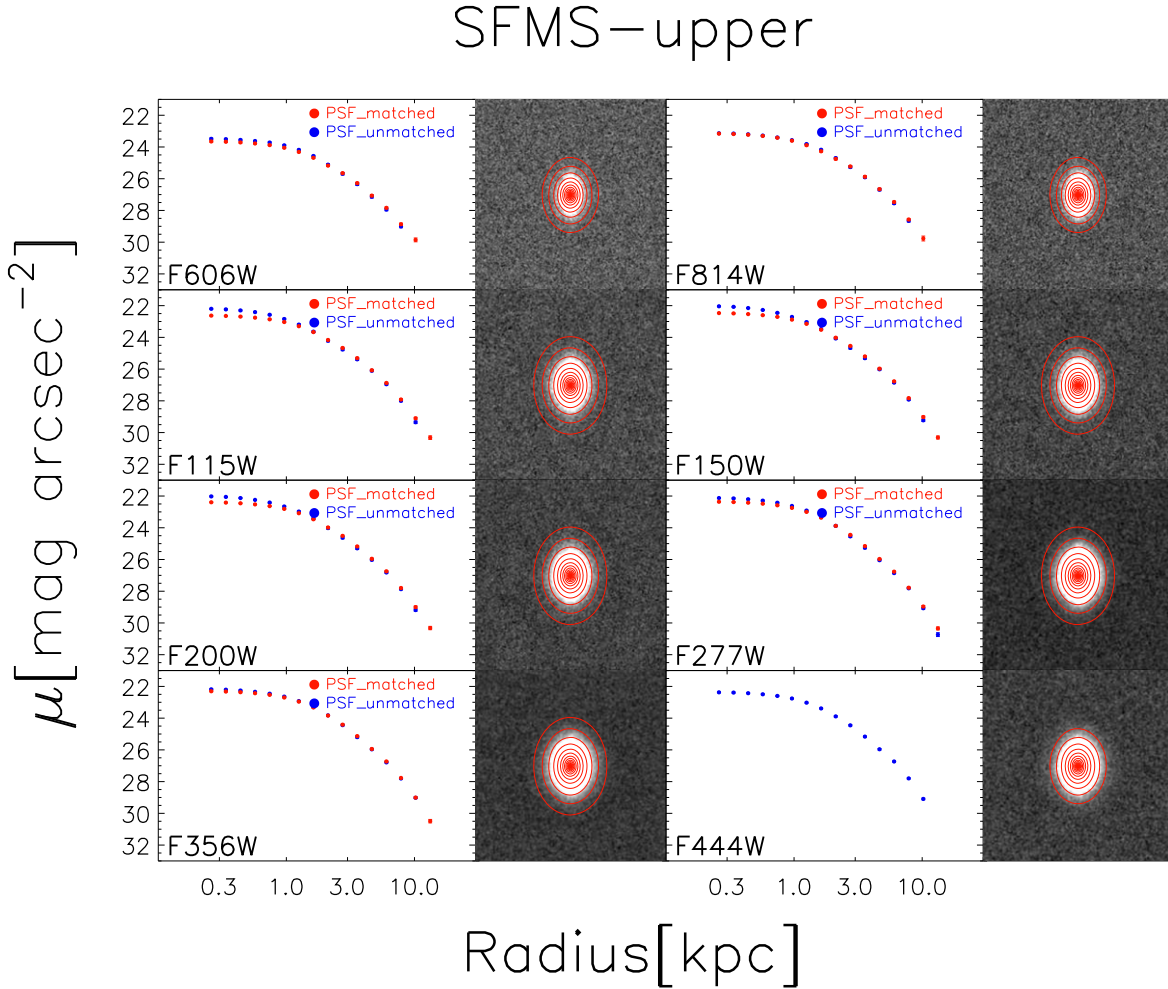 SFMS-upper
μ[mag arcsec⁻²]
22
24
26
28
30
32
PSF_matched
PSF_unmatched
F606W
PSF_matched
PSF_unmatched
F814W
22
24
26
28
30
32
PSF_matched
PSF_unmatched
F115W
PSF_matched
PSF_unmatched
F150W
22
24
26
28
30
32
PSF_matched
PSF_unmatched
F200W
PSF_matched
PSF_unmatched
F277W
22
24
26
28
30
32
PSF_matched
PSF_unmatched
F356W
F444W
0.3 1.0 3.0 10.0 0.3 1.0 3.0 10.0
Radius[kpc]